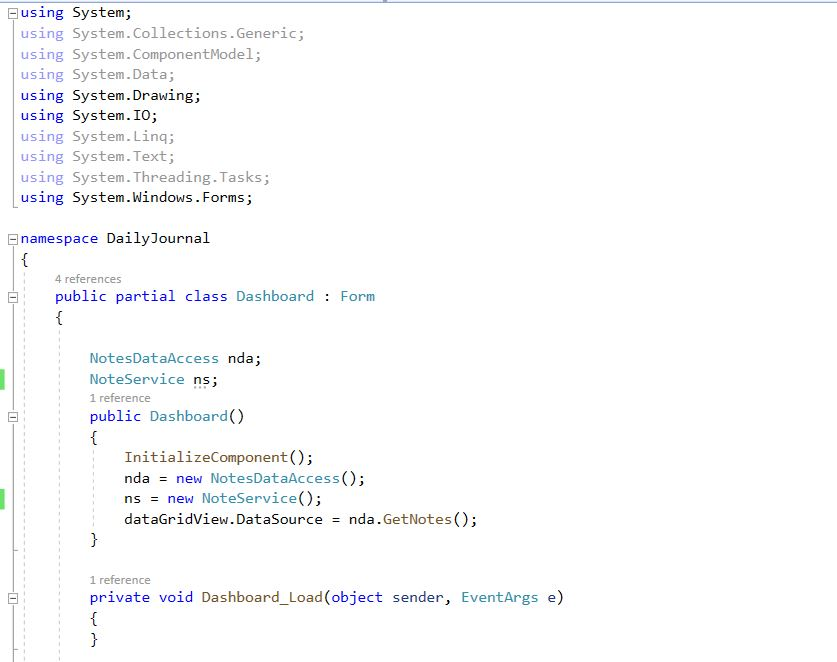 using System;
using System.Collections.Generic;
using System.ComponentModel;
using System.Data;
using System.Drawing;
using System.IO;
using System.Linq;
using System.Text;
using System.Threading.Tasks;
using System.Windows.Forms;
namespace DailyJournal
{
4 references
public partial class Dashboard : Form
{
NotesDataAccess nda;
NoteService ns;
1 reference
public Dashboard()
{
InitializeComponent();
nda = new NotesDataAccess();
ns = new NoteService();
dataGridView.DataSource = nda.GetNotes();
}
1 reference
private void Dashboard_Load(object sender, EventArgs e)
{
}